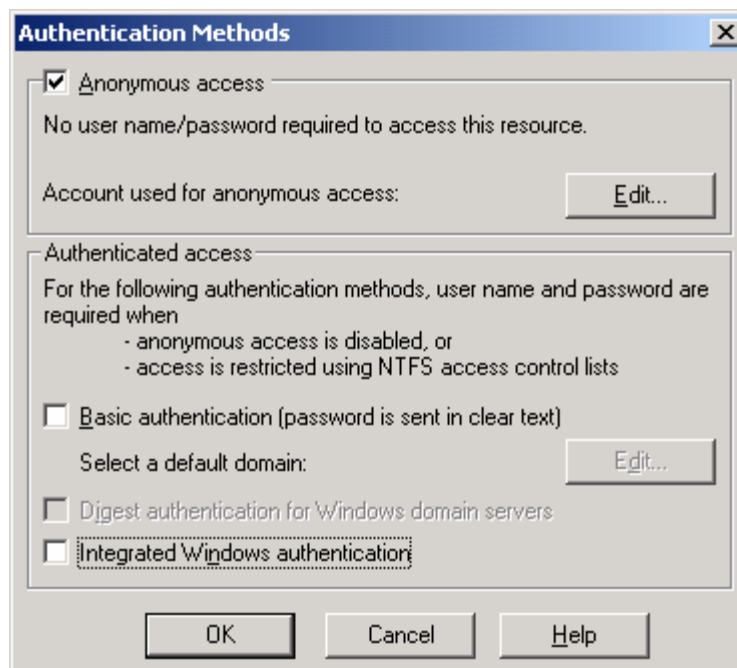 Authentication Methods
Anonymous access
No user name/password required to access this resource.
Account used for anonymous access:
Edit...
Authenticated access
For the following authentication methods, user name and password are
required when
- anonymous access is disabled, or
- access is restricted using NTFS access control lists
Basic authentication (password is sent in clear text)
Select a default domain:
Edit...
Digest authentication for Windows domain servers
Integrated Windows authentication
OK
Cancel
Help